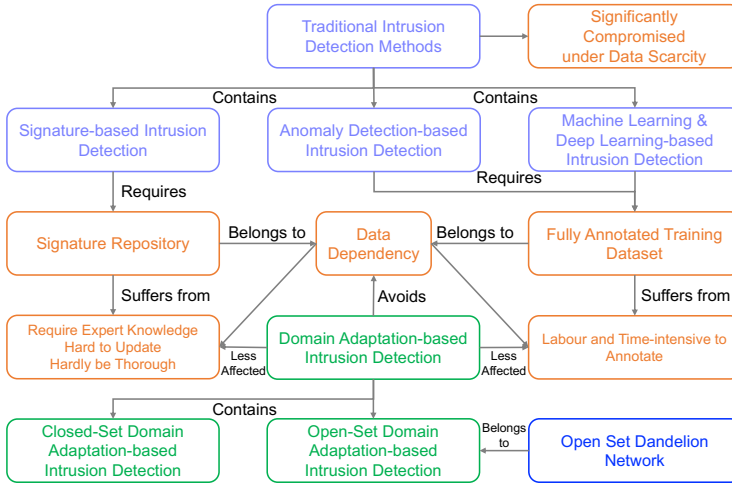 Traditional Intrusion
Detection Methods
Significantly
Compromised
under Data Scarcity
Contains
Contains
Signature-based Intrusion
Detection
Anomaly Detection-based
Intrusion Detection
Machine Learning &
Deep Learning-based
Intrusion Detection
Requires
Requires
Signature Repository
Belongs to
Data
Dependency
Belongs to
Fully Annotated Training
Dataset
Suffers from
Avoids
Suffers from
Require Expert Knowledge
Hard to Update
Hardly be Thorough
Less
Affected
Domain Adaptation-based
Intrusion Detection
Less
Affected
Labour and Time-intensive to
Annotate
Contains
Closed-Set Domain
Adaptation-based
Intrusion Detection
Open-Set Domain
Adaptation-based
Intrusion Detection
Belongs
to
Open Set Dandelion
Network